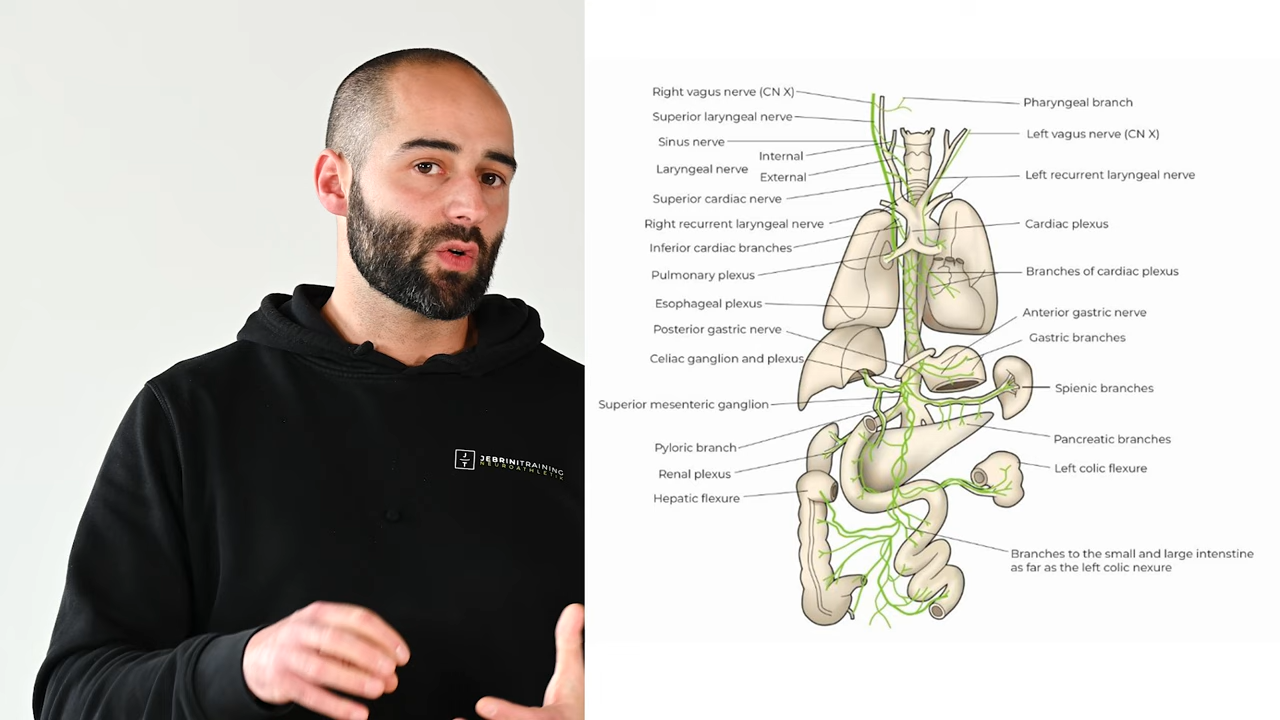 JT
JEBRINITRAINING
NEUROATHLETIK
Right vagus nerve (CN X)
Superior laryngeal nerve
Sinus nerve
Internal
Laryngeal nerve
External
Superior cardiac nerve
Right recurrent laryngeal nerve
Inferior cardiac branches
Pulmonary plexus
Esophageal plexus
Posterior gastric nerve
Celiac ganglion and plexus
Superior mesenteric ganglion
Pyloric branch
Renal plexus
Hepatic flexure
Pharyngeal branch
Left vagus nerve (CN X)
Left recurrent laryngeal nerve
Cardiac plexus
Branches of cardiac plexus
Anterior gastric nerve
Gastric branches
Spienic branches
Pancreatic branches
Left colic flexure
Branches to the small and large intenstine
as far as the left colic nexure